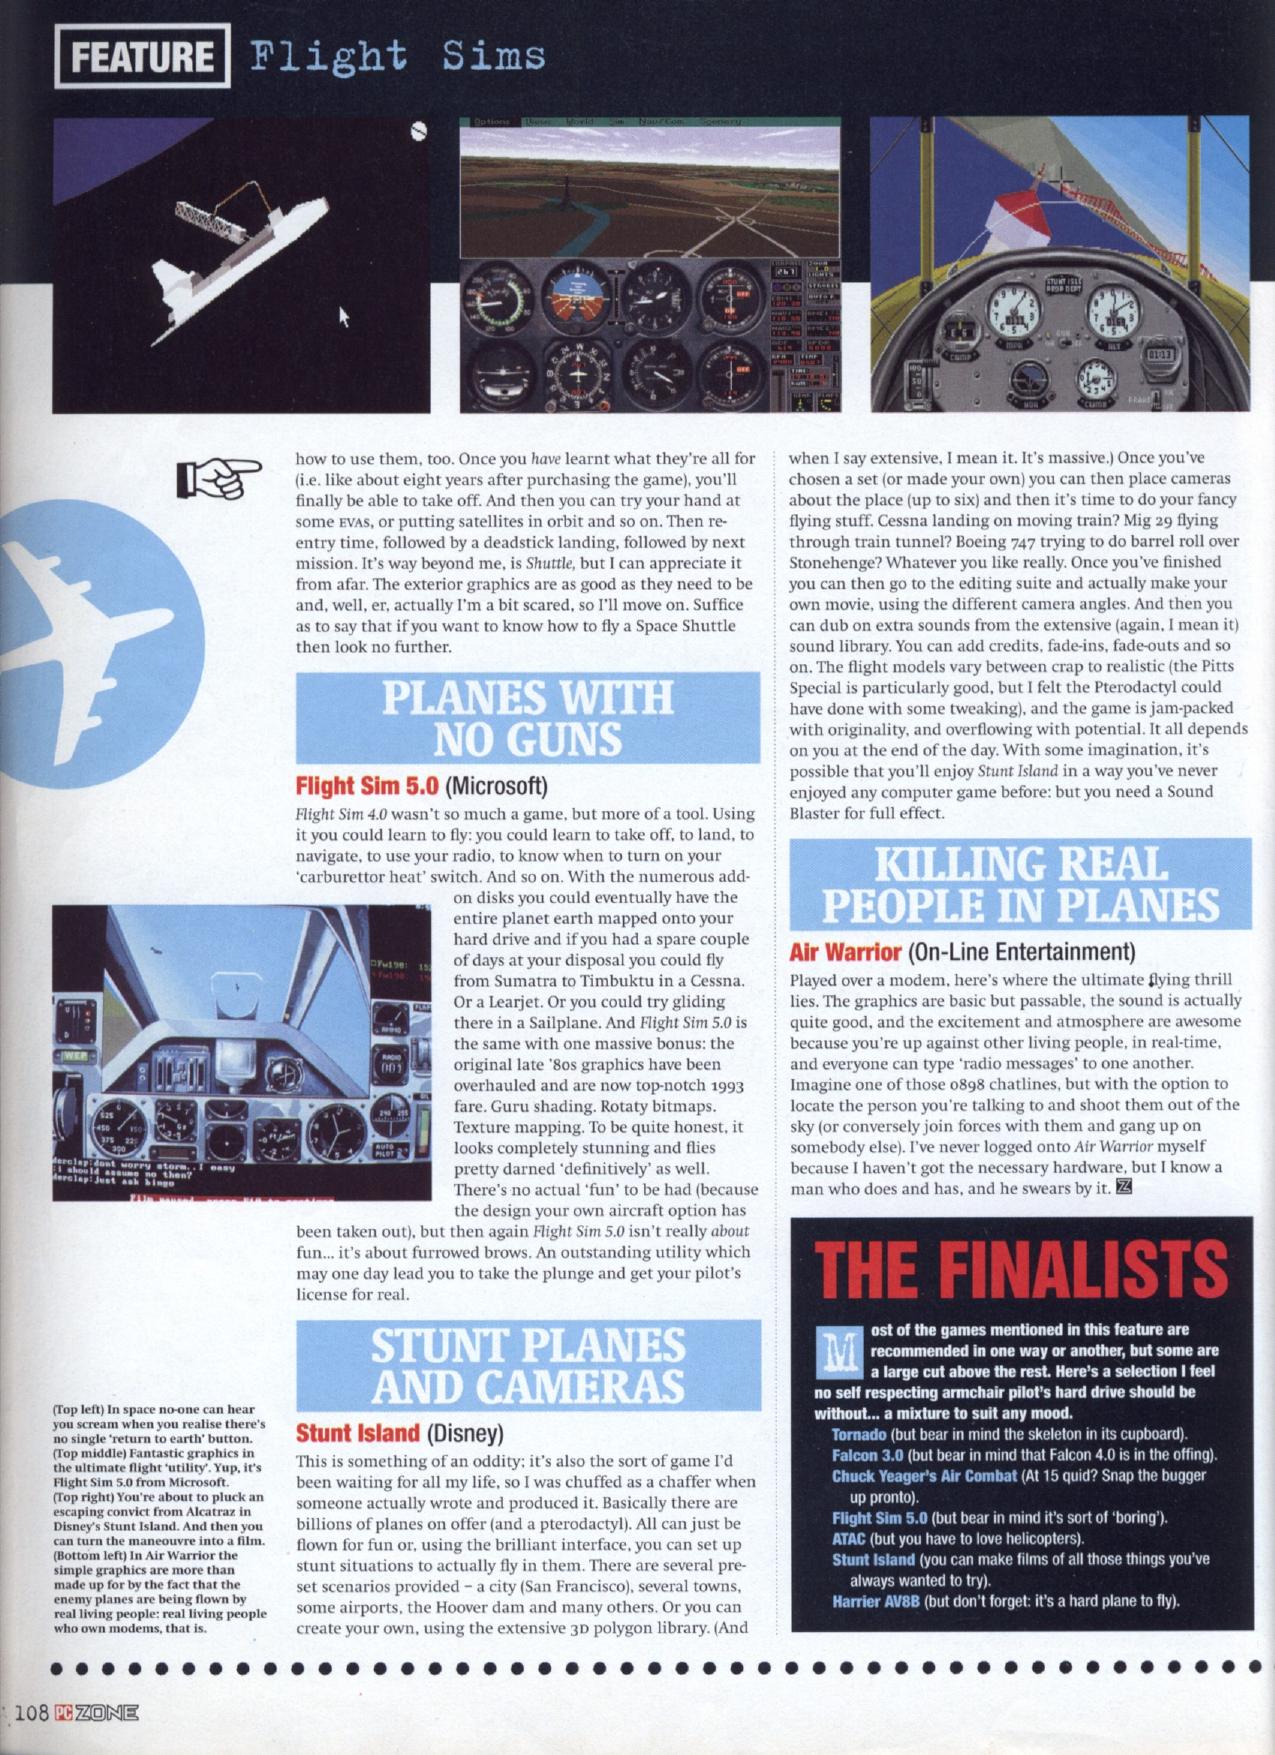 FEATURE Flight Sims
Options Views World Sim Nav/Com Scenery
STUNT ISLE
PROP DEPT
how to use them, too. Once you have learnt what they're all for
(i.e. like about eight years after purchasing the game), you'll
finally be able to take off. And then you can try your hand at
some EVAS, or putting satellites in orbit and so on. Then re-
entry time, followed by a deadstick landing, followed by next
mission. It's way beyond me, is Shuttle, but I can appreciate it
from afar. The exterior graphics are as good as they need to be
and, well, er, actually I'm a bit scared, so I'll move on. Suffice
as to say that if you want to know how to fly a Space Shuttle
then look no further.
PLANES WITH
NO GUNS
Flight Sim 5.0 (Microsoft)
Flight Sim 4.0 wasn't so much a game, but more of a tool. Using
it you could learn to fly: you could learn to take off, to land, to
navigate, to use your radio, to know when to turn on your
'carburettor heat' switch. And so on. With the numerous add-
on disks you could eventually have the
entire planet earth mapped onto your
hard drive and if you had a spare couple
of days at your disposal you could fly
from Sumatra to Timbuktu in a Cessna.
Or a Learjet. Or you could try gliding
there in a Sailplane. And Flight Sim 5.0 is
the same with one massive bonus: the
original late '80s graphics have been
overhauled and are now top-notch 1993
fare. Guru shading. Rotaty bitmaps.
Texture mapping. To be quite honest, it
looks completely stunning and flies
pretty darned 'definitively' as well.
There's no actual 'fun' to be had (because
the design your own aircraft option has
been taken out), but then again Flight Sim 5.0 isn't really about
fun... it's about furrowed brows. An outstanding utility which
may one day lead you to take the plunge and get your pilot's
license for real.
STUNT PLANES
AND CAMERAS
Stunt Island (Disney)
This is something of an oddity; it's also the sort of game I'd
been waiting for all my life, so I was chuffed as a chaffer when
someone actually wrote and produced it. Basically there are
billions of planes on offer (and a pterodactyl). All can just be
flown for fun or, using the brilliant interface, you can set up
stunt situations to actually fly in them. There are several pre-
set scenarios provided – a city (San Francisco), several towns,
some airports, the Hoover dam and many others. Or you can
create your own, using the extensive 3D polygon library. (And
when I say extensive, I mean it. It's massive.) Once you've
chosen a set (or made your own) you can then place cameras
about the place (up to six) and then it's time to do your fancy
flying stuff. Cessna landing on moving train? Mig 29 flying
through train tunnel? Boeing 747 trying to do barrel roll over
Stonehenge? Whatever you like really. Once you've finished
you can then go to the editing suite and actually make your
own movie, using the different camera angles. And then you
can dub on extra sounds from the extensive (again, I mean it)
sound library. You can add credits, fade-ins, fade-outs and so
on. The flight models vary between crap to realistic (the Pitts
Special is particularly good, but I felt the Pterodactyl could
have done with some tweaking), and the game is jam-packed
with originality, and overflowing with potential. It all depends
on you at the end of the day. With some imagination, it's
possible that you'll enjoy Stunt Island in a way you've never
enjoyed any computer game before: but you need a Sound
Blaster for full effect.
KILLING REAL
PEOPLE IN PLANES
Air Warrior (On-Line Entertainment)
Played over a modem, here's where the ultimate flying thrill
lies. The graphics are basic but passable, the sound is actually
quite good, and the excitement and atmosphere are awesome
because you're up against other living people, in real-time,
and everyone can type 'radio messages' to one another.
Imagine one of those 0898 chatlines, but with the option to
locate the person you're talking to and shoot them out of the
sky (or conversely join forces with them and gang up on
somebody else). I've never logged onto Air Warrior myself
because I haven't got the necessary hardware, but I know a
man who does and has, and he swears by it. Z
THE FINALISTS
Most of the games mentioned in this feature are
recommended in one way or another, but some are
a large cut above the rest. Here's a selection I feel
no self respecting armchair pilot's hard drive should be
without... a mixture to suit any mood.
Tornado (but bear in mind the skeleton in its cupboard).
Falcon 3.0 (but bear in mind that Falcon 4.0 is in the offing).
Chuck Yeager's Air Combat (At 15 quid? Snap the bugger
up pronto).
Flight Sim 5.0 (but bear in mind it's sort of 'boring').
ATAC (but you have to love helicopters).
Stunt Island (you can make films of all those things you've
always wanted to try).
Harrier AV8B (but don't forget: it's a hard plane to fly).
WEP
RADIO
001
AUTO
PILOT
derclap:dont worry storm..I easy
:i should assume no then?
derclap:just ask bingo
(Top left) In space no-one can hear
you scream when you realise there's
no single 'return to earth' button.
(Top middle) Fantastic graphics in
the ultimate flight 'utility'. Yup, it's
Flight Sim 5.0 from Microsoft.
(Top right) You're about to pluck an
escaping convict from Alcatraz in
Disney's Stunt Island. And then you
can turn the maneouvre into a film.
(Bottom left) In Air Warrior the
simple graphics are more than
made up for by the fact that the
enemy planes are being flown by
real living people: real living people
who own modems, that is.
108 PC ZONE